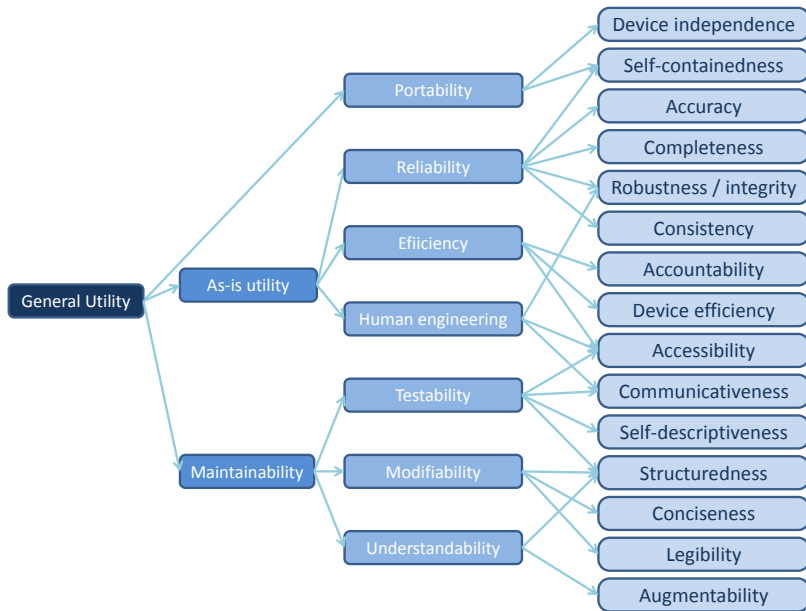 General Utility
As-is utility
Maintainability
Portability
Reliability
Efiiciency
Human engineering
Testability
Modifiability
Understandability
Device independence
Self-containedness
Accuracy
Completeness
Robustness / integrity
Consistency
Accountability
Device efficiency
Accessibility
Communicativeness
Self-descriptiveness
Structuredness
Conciseness
Legibility
Augmentability